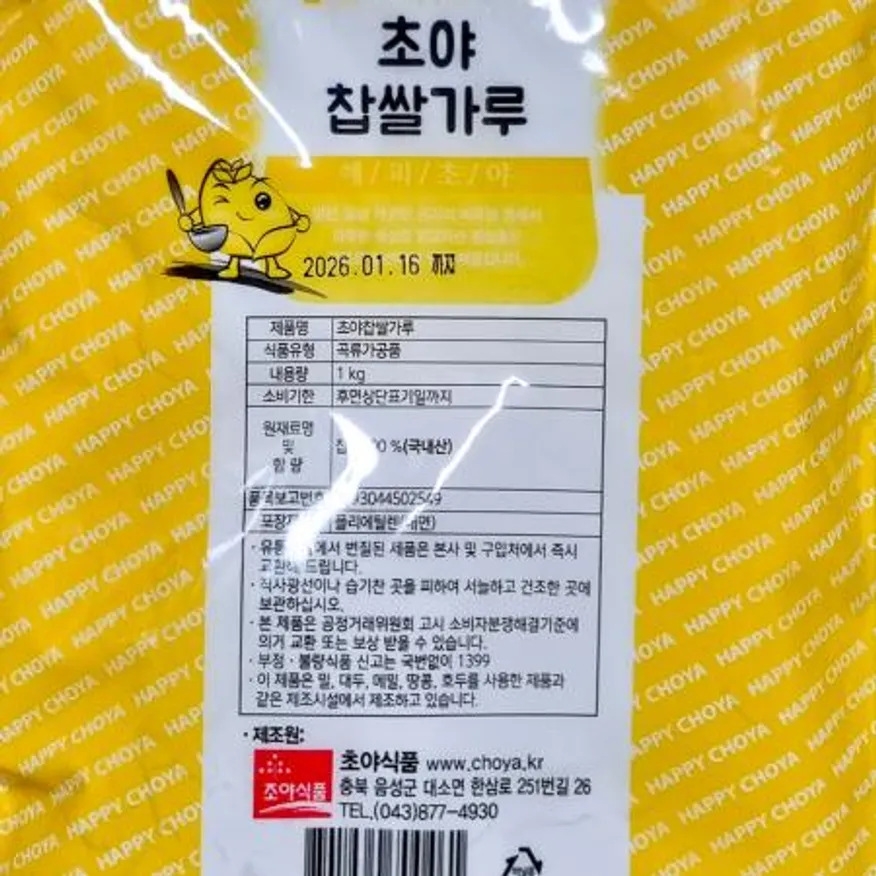 초야
찹쌀가루
해/피/초/야
2026.01.16 까지
제품명 초야찹쌀가루
식품유형 곡류가공품
내용량 1 kg
소비기한 후면상단표기일까지
원재료명
및
함 량
%(국내산)
폴리에틸렌(내면)
변질된 제품은 본사 및 구입처에서 즉시
드립니다.
· 직사광선이나 습기찬 곳을 피하여 서늘하고 건조한 곳에
보관하십시오.
· 본 제품은 공정거래위원회 고시 소비자분쟁해결기준에
의거 교환 또는 보상 받을 수 있습니다.
· 부정 · 불량식품 신고는 국번없이 1399
· 이 제품은 밀, 대두, 메밀, 땅콩, 호두를 사용한 제품과
같은 제조시설에서 제조하고 있습니다.
· 제조원:
초야식품 www.choya.kr
초야식품
충북 음성군 대소면 한삼로 251번길 26
TEL,(043)877-4930
HAPPY CHOYA